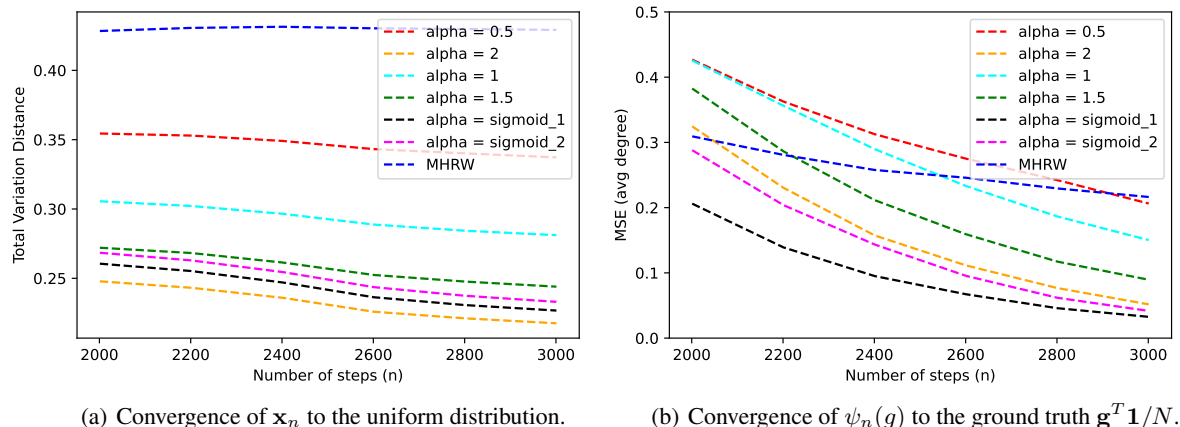 Total Variation Distance
0.40
0.35
0.30
0.25
2000 2200 2400 2600 2800 3000
Number of steps (n)
alpha = 0.5
alpha = 2
alpha = 1
alpha = 1.5
alpha = sigmoid_1
alpha = sigmoid_2
MHRW
(a) Convergence of xₙ to the uniform distribution.
MSE (avg degree)
0.5
0.4
0.3
0.2
0.1
0.0
2000 2200 2400 2600 2800 3000
Number of steps (n)
alpha = 0.5
alpha = 2
alpha = 1
alpha = 1.5
alpha = sigmoid_1
alpha = sigmoid_2
MHRW
(b) Convergence of ψₙ(g) to the ground truth gᵀ1/N.